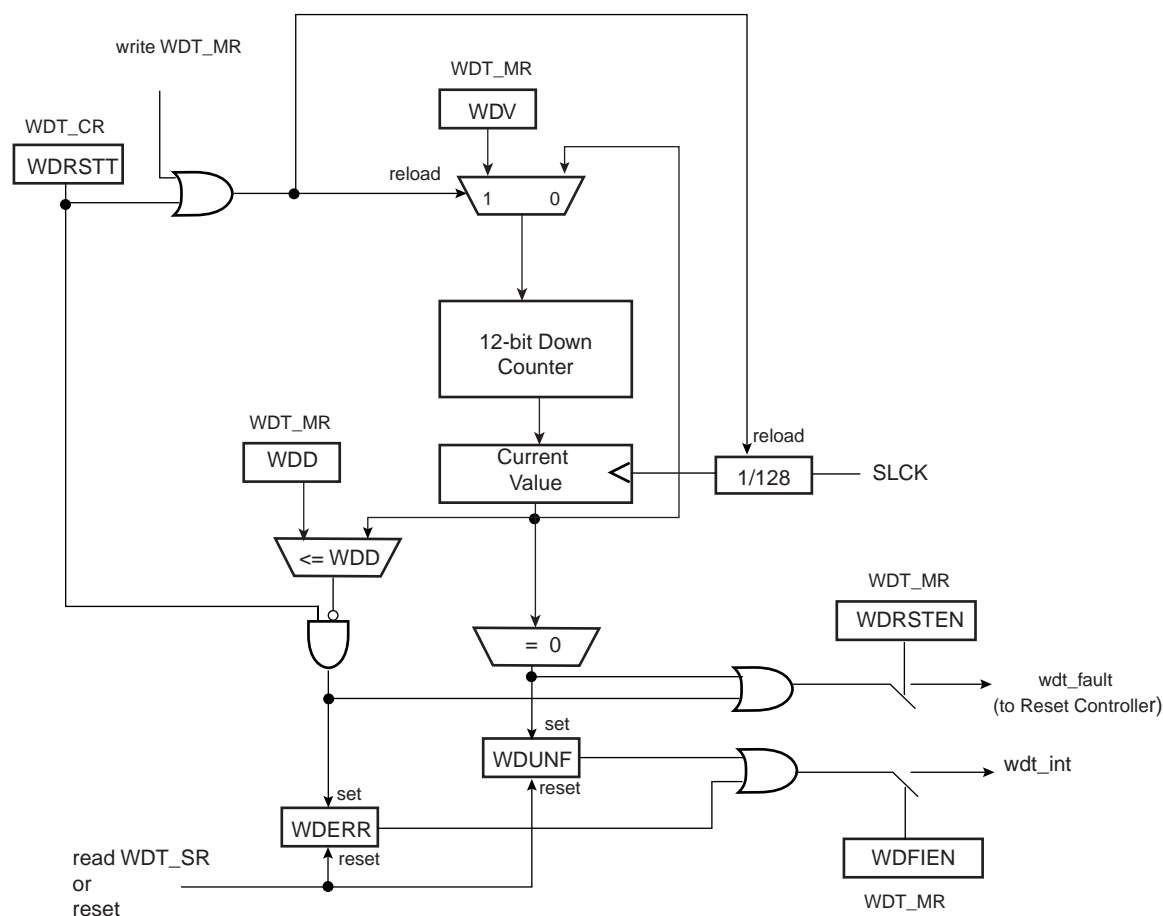 write WDT_MR
WDT_MR
WDV
WDT_CR
WDRSTT
reload
1 0
12-bit Down
Counter
WDT_MR
WDD
reload
Current
Value
1/128
SLCK
<= WDD
WDT_MR
WDRSTEN
= 0
wdt_fault
(to Reset Controller)
set
WDUNF
reset
wdt_int
set
WDERR
reset
WDFIEN
WDT_MR
read WDT_SR
or
reset